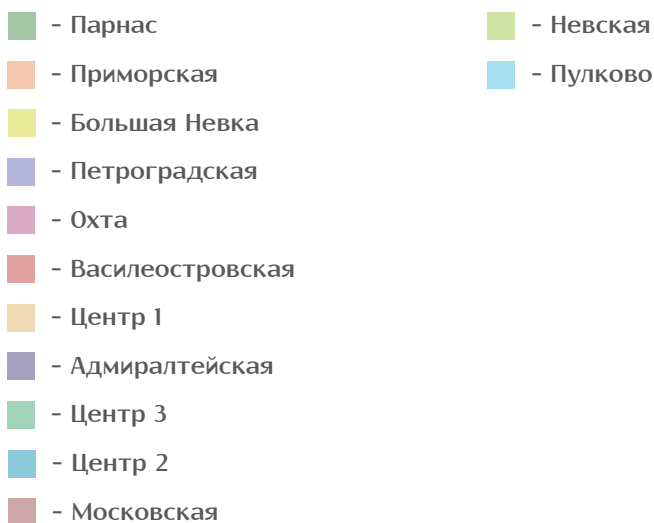 - Парнас
- Приморская
- Большая Невка
- Петроградская
- Охта
- Василеостровская
- Центр 1
- Адмиралтейская
- Центр 3
- Центр 2
- Московская
- Невская
- Пулково